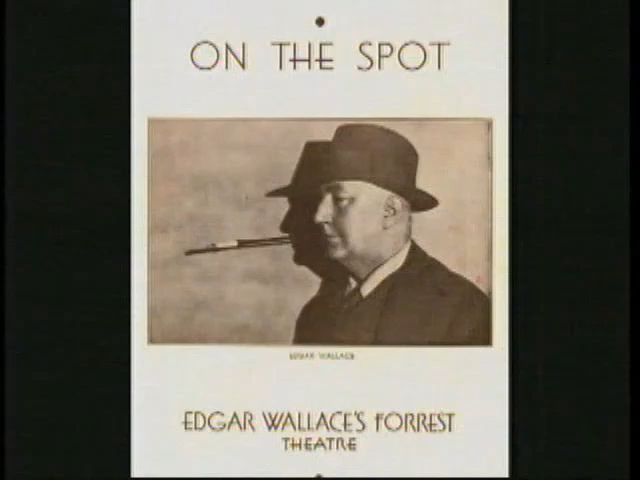 ON THE SPOT
EDGAR WALLACE
EDGAR WALLACE'S FORREST
THEATRE